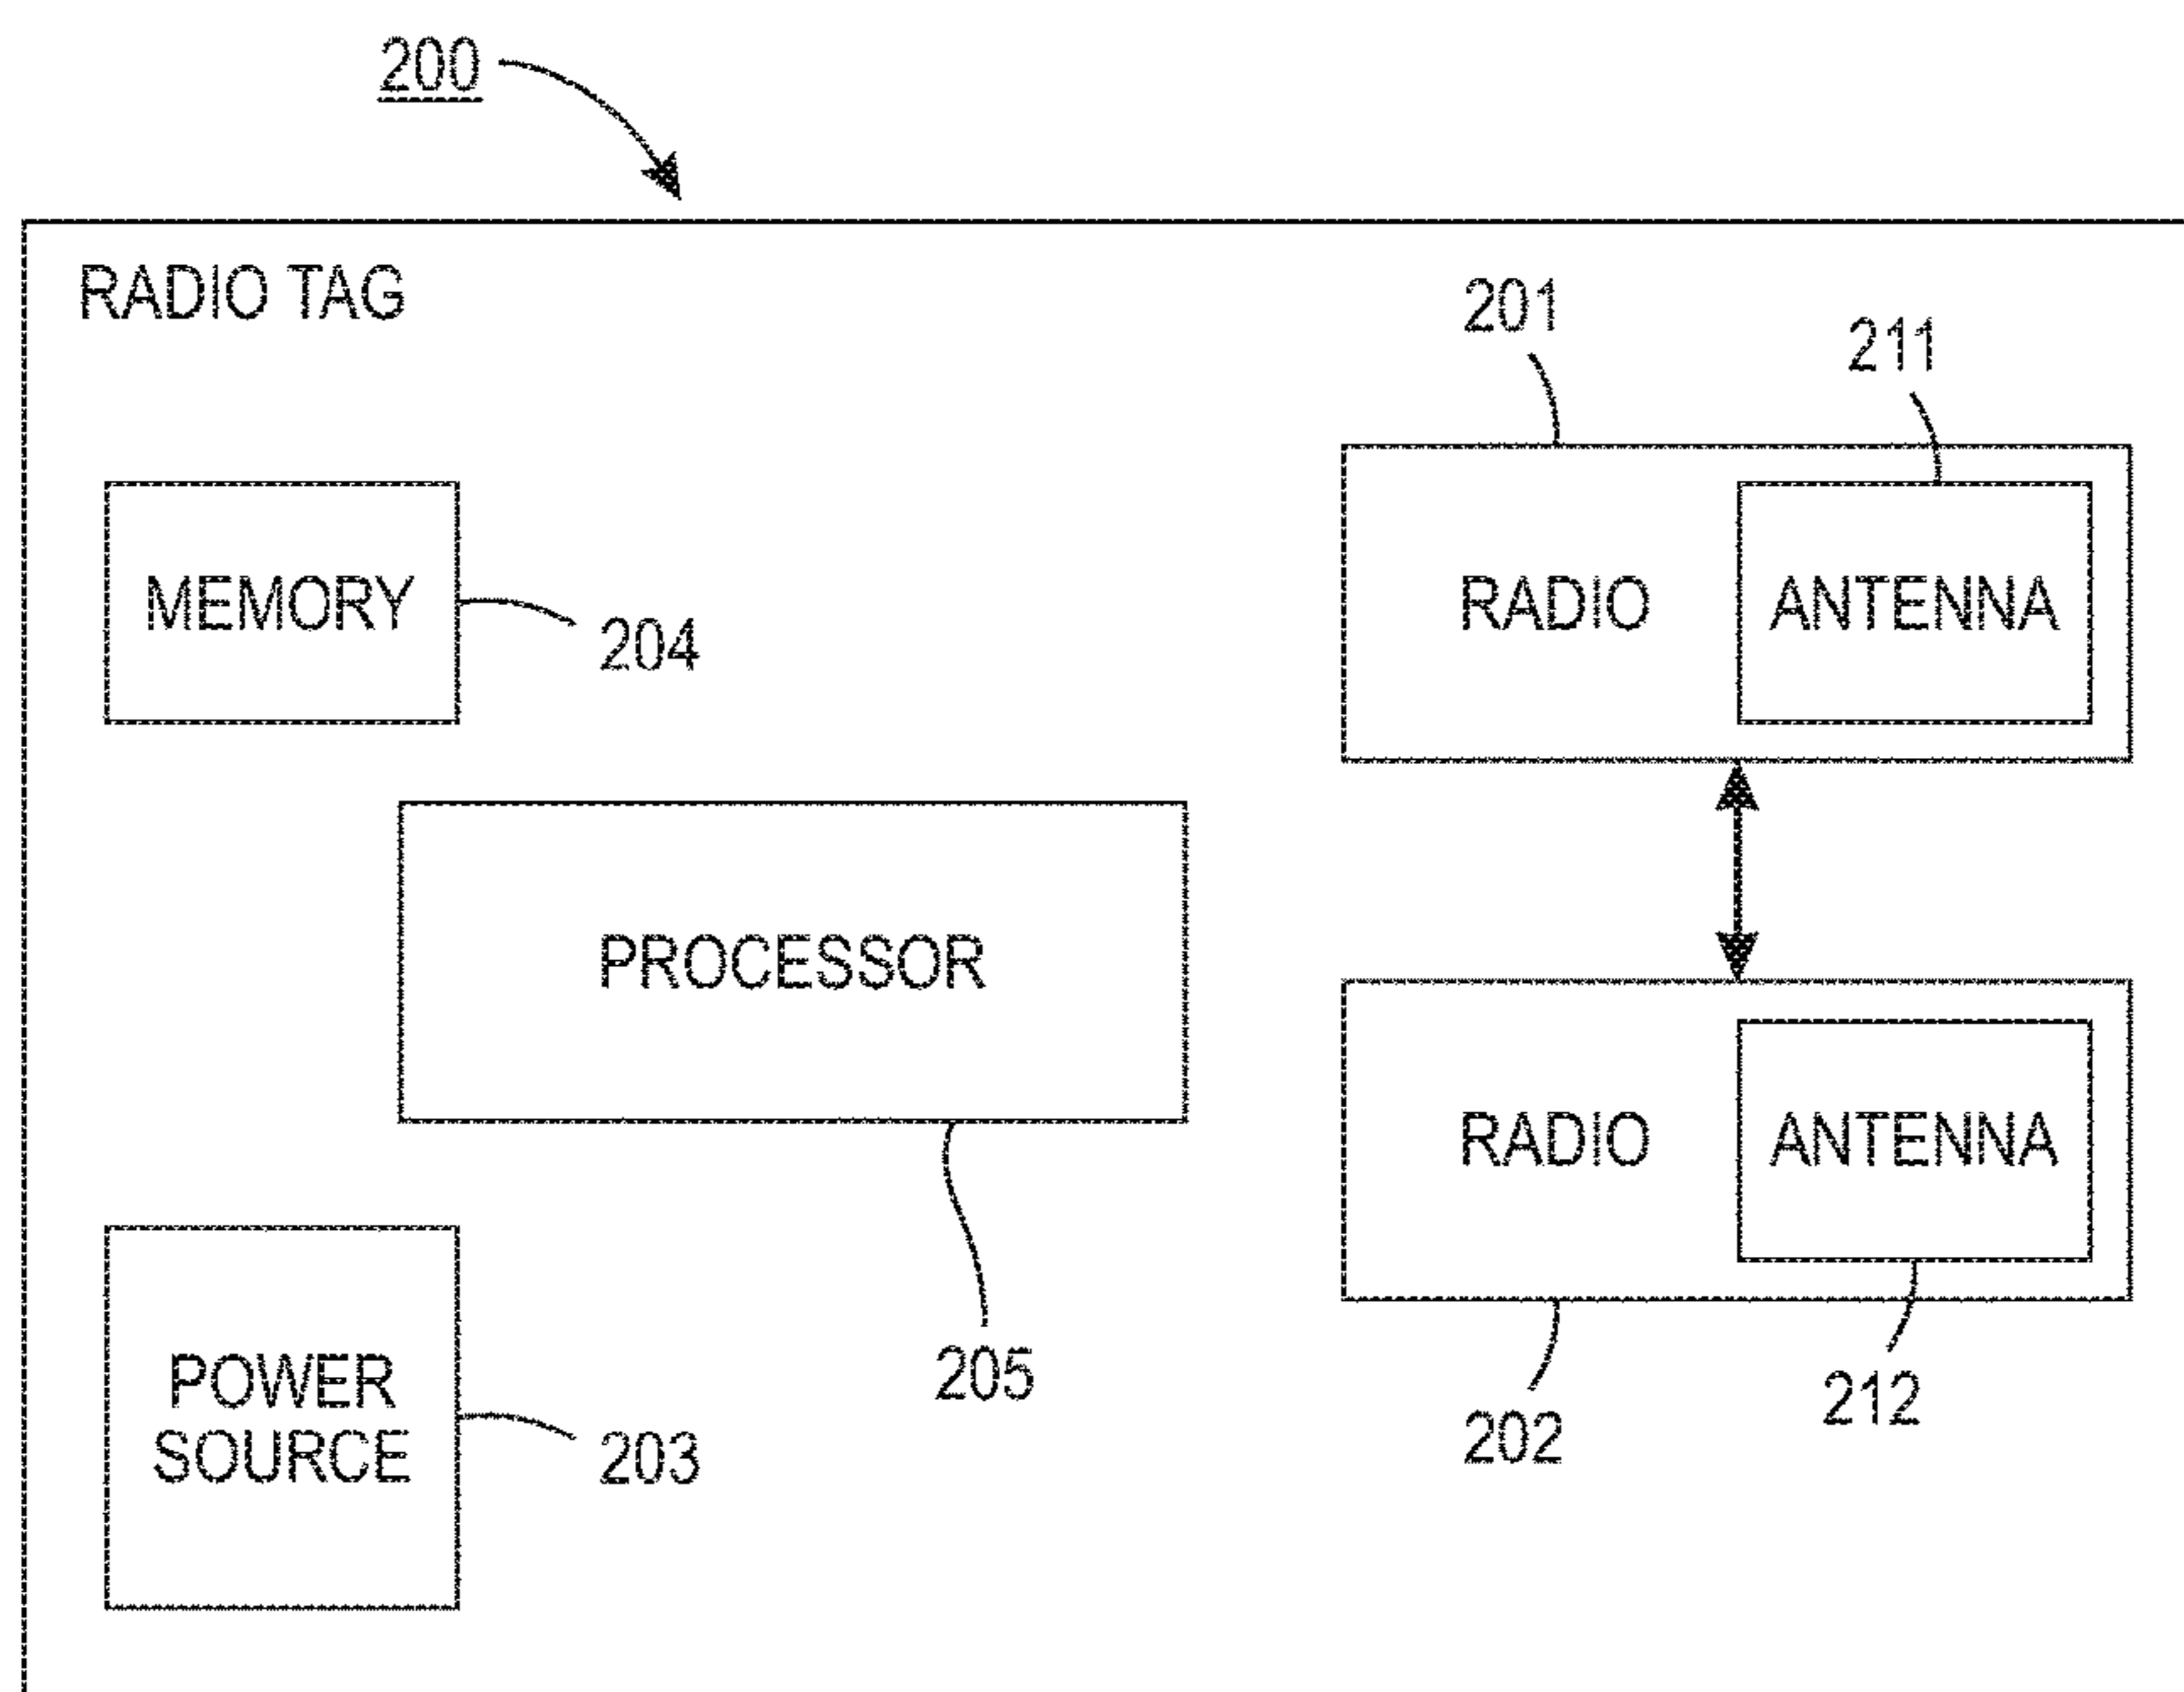 200
RADIO TAG
201
211
MEMORY
204
RADIO
ANTENNA
PROCESSOR
205
RADIO
ANTENNA
POWER
SOURCE
203
202
212